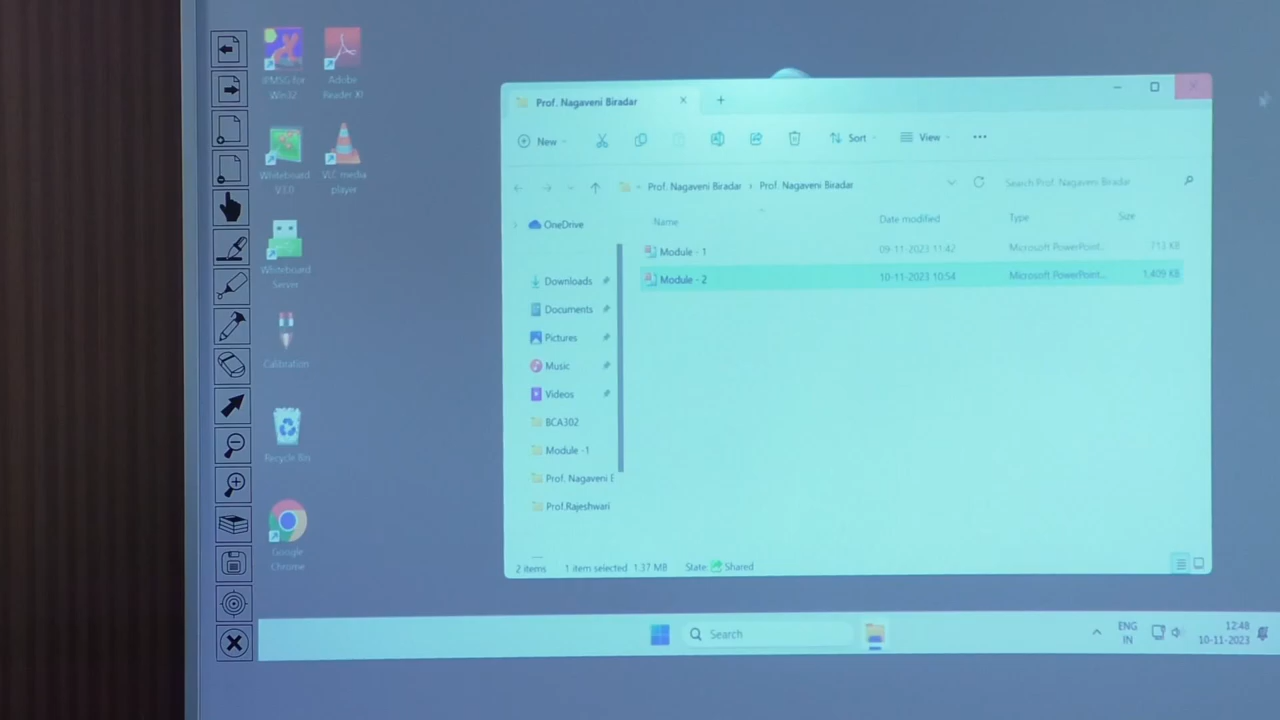 IPMSG for Win32
Adobe Reader XI
Whiteboard V3.0
VLC media player
Whiteboard Server
Calibration
Recycle Bin
Google Chrome
Prof. Nagaveni Biradar
New
Sort
View
Prof. Nagaveni Biradar › Prof. Nagaveni Biradar
Search Prof. Nagaveni Biradar
OneDrive
Downloads
Documents
Pictures
Music
Videos
BCA302
Module -1
Prof. Nagaveni B
Prof.Rajeshwari
Name Date modified Type Size
Module - 1 09-11-2023 11:42 Microsoft PowerPoint... 713 KB
Module - 2 10-11-2023 10:54 Microsoft PowerPoint... 1,409 KB
2 items 1 item selected 1.37 MB State: Shared
Search
ENG IN
12:48
10-11-2023